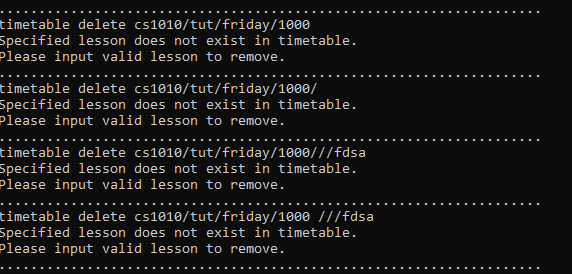 ................................................................
timetable delete cs1010/tut/friday/1000
Specified lesson does not exist in timetable.
Please input valid lesson to remove.
................................................................
timetable delete cs1010/tut/friday/1000/
Specified lesson does not exist in timetable.
Please input valid lesson to remove.
................................................................
timetable delete cs1010/tut/friday/1000///fdsa
Specified lesson does not exist in timetable.
Please input valid lesson to remove.
................................................................
timetable delete cs1010/tut/friday/1000 ///fdsa
Specified lesson does not exist in timetable.
Please input valid lesson to remove.
................................................................